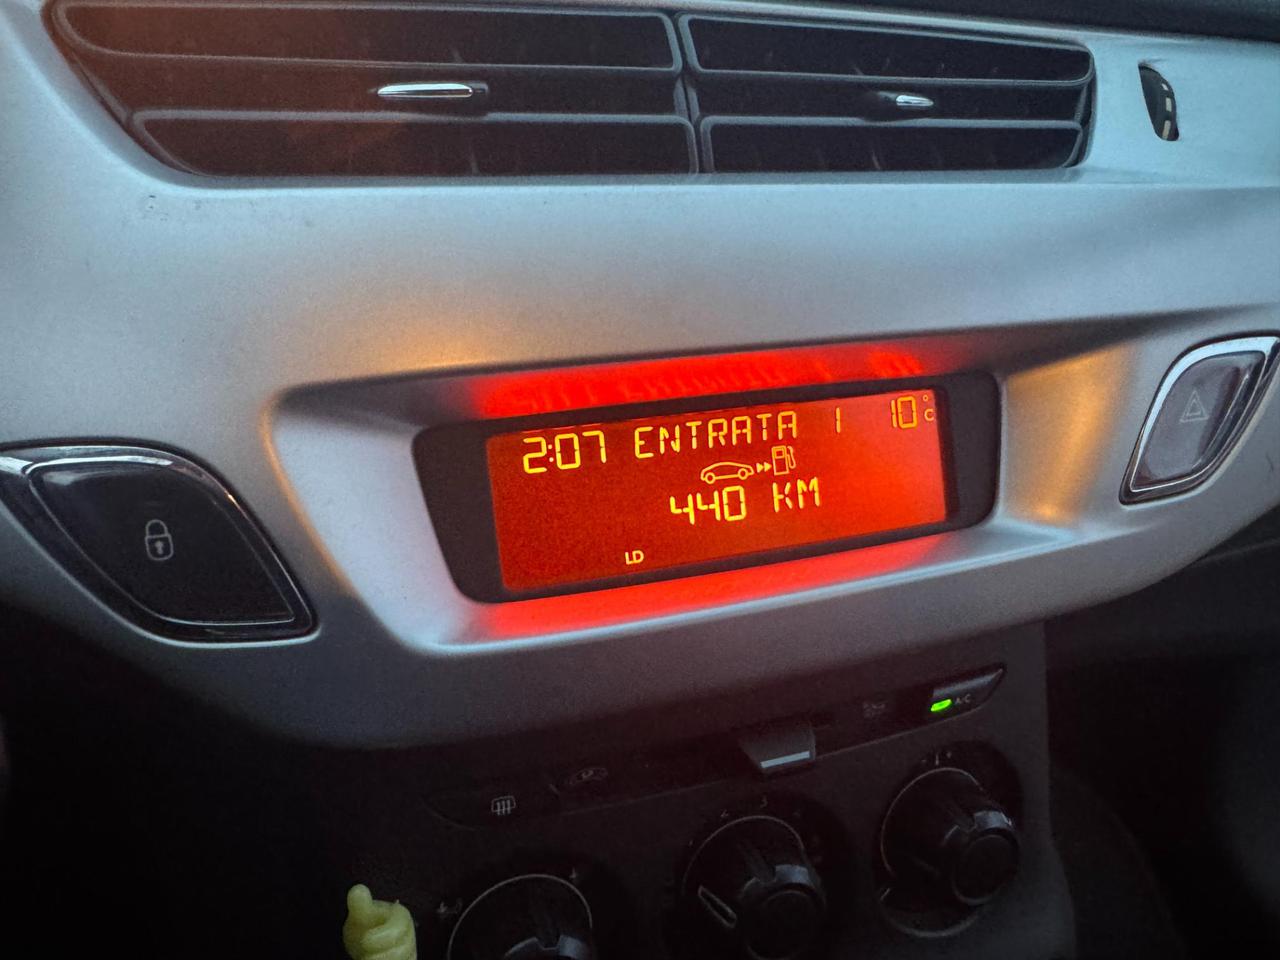 2:07 ENTRATA 1 10°C
440 KM
LD
A/C